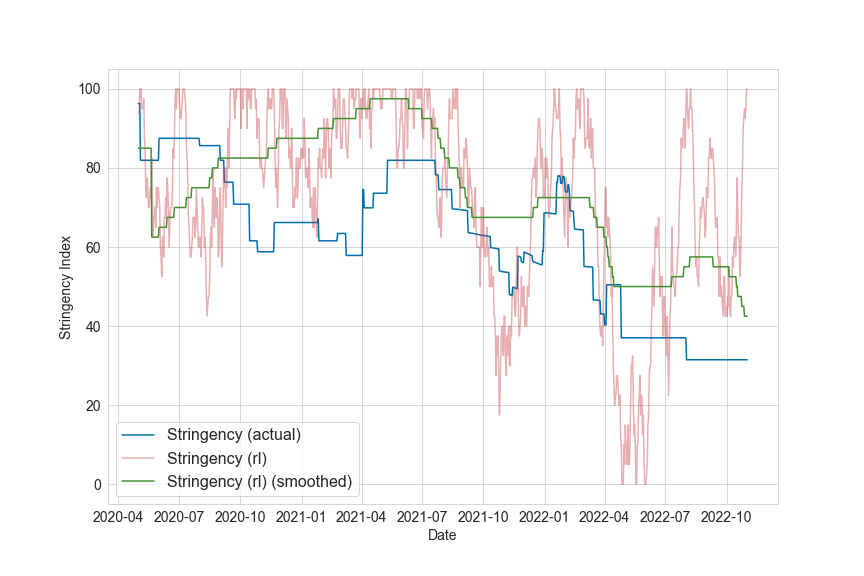 100
80
60
40
20
0
Stringency Index
Stringency (actual)
Stringency (rl)
Stringency (rl) (smoothed)
2020-04 2020-07 2020-10 2021-01 2021-04 2021-07 2021-10 2022-01 2022-04 2022-07 2022-10
Date